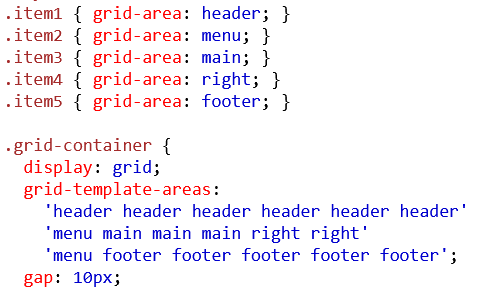 .item1 { grid-area: header; }
.item2 { grid-area: menu; }
.item3 { grid-area: main; }
.item4 { grid-area: right; }
.item5 { grid-area: footer; }

.grid-container {
  display: grid;
  grid-template-areas:
    'header header header header header header'
    'menu main main main right right'
    'menu footer footer footer footer footer';
  gap: 10px;